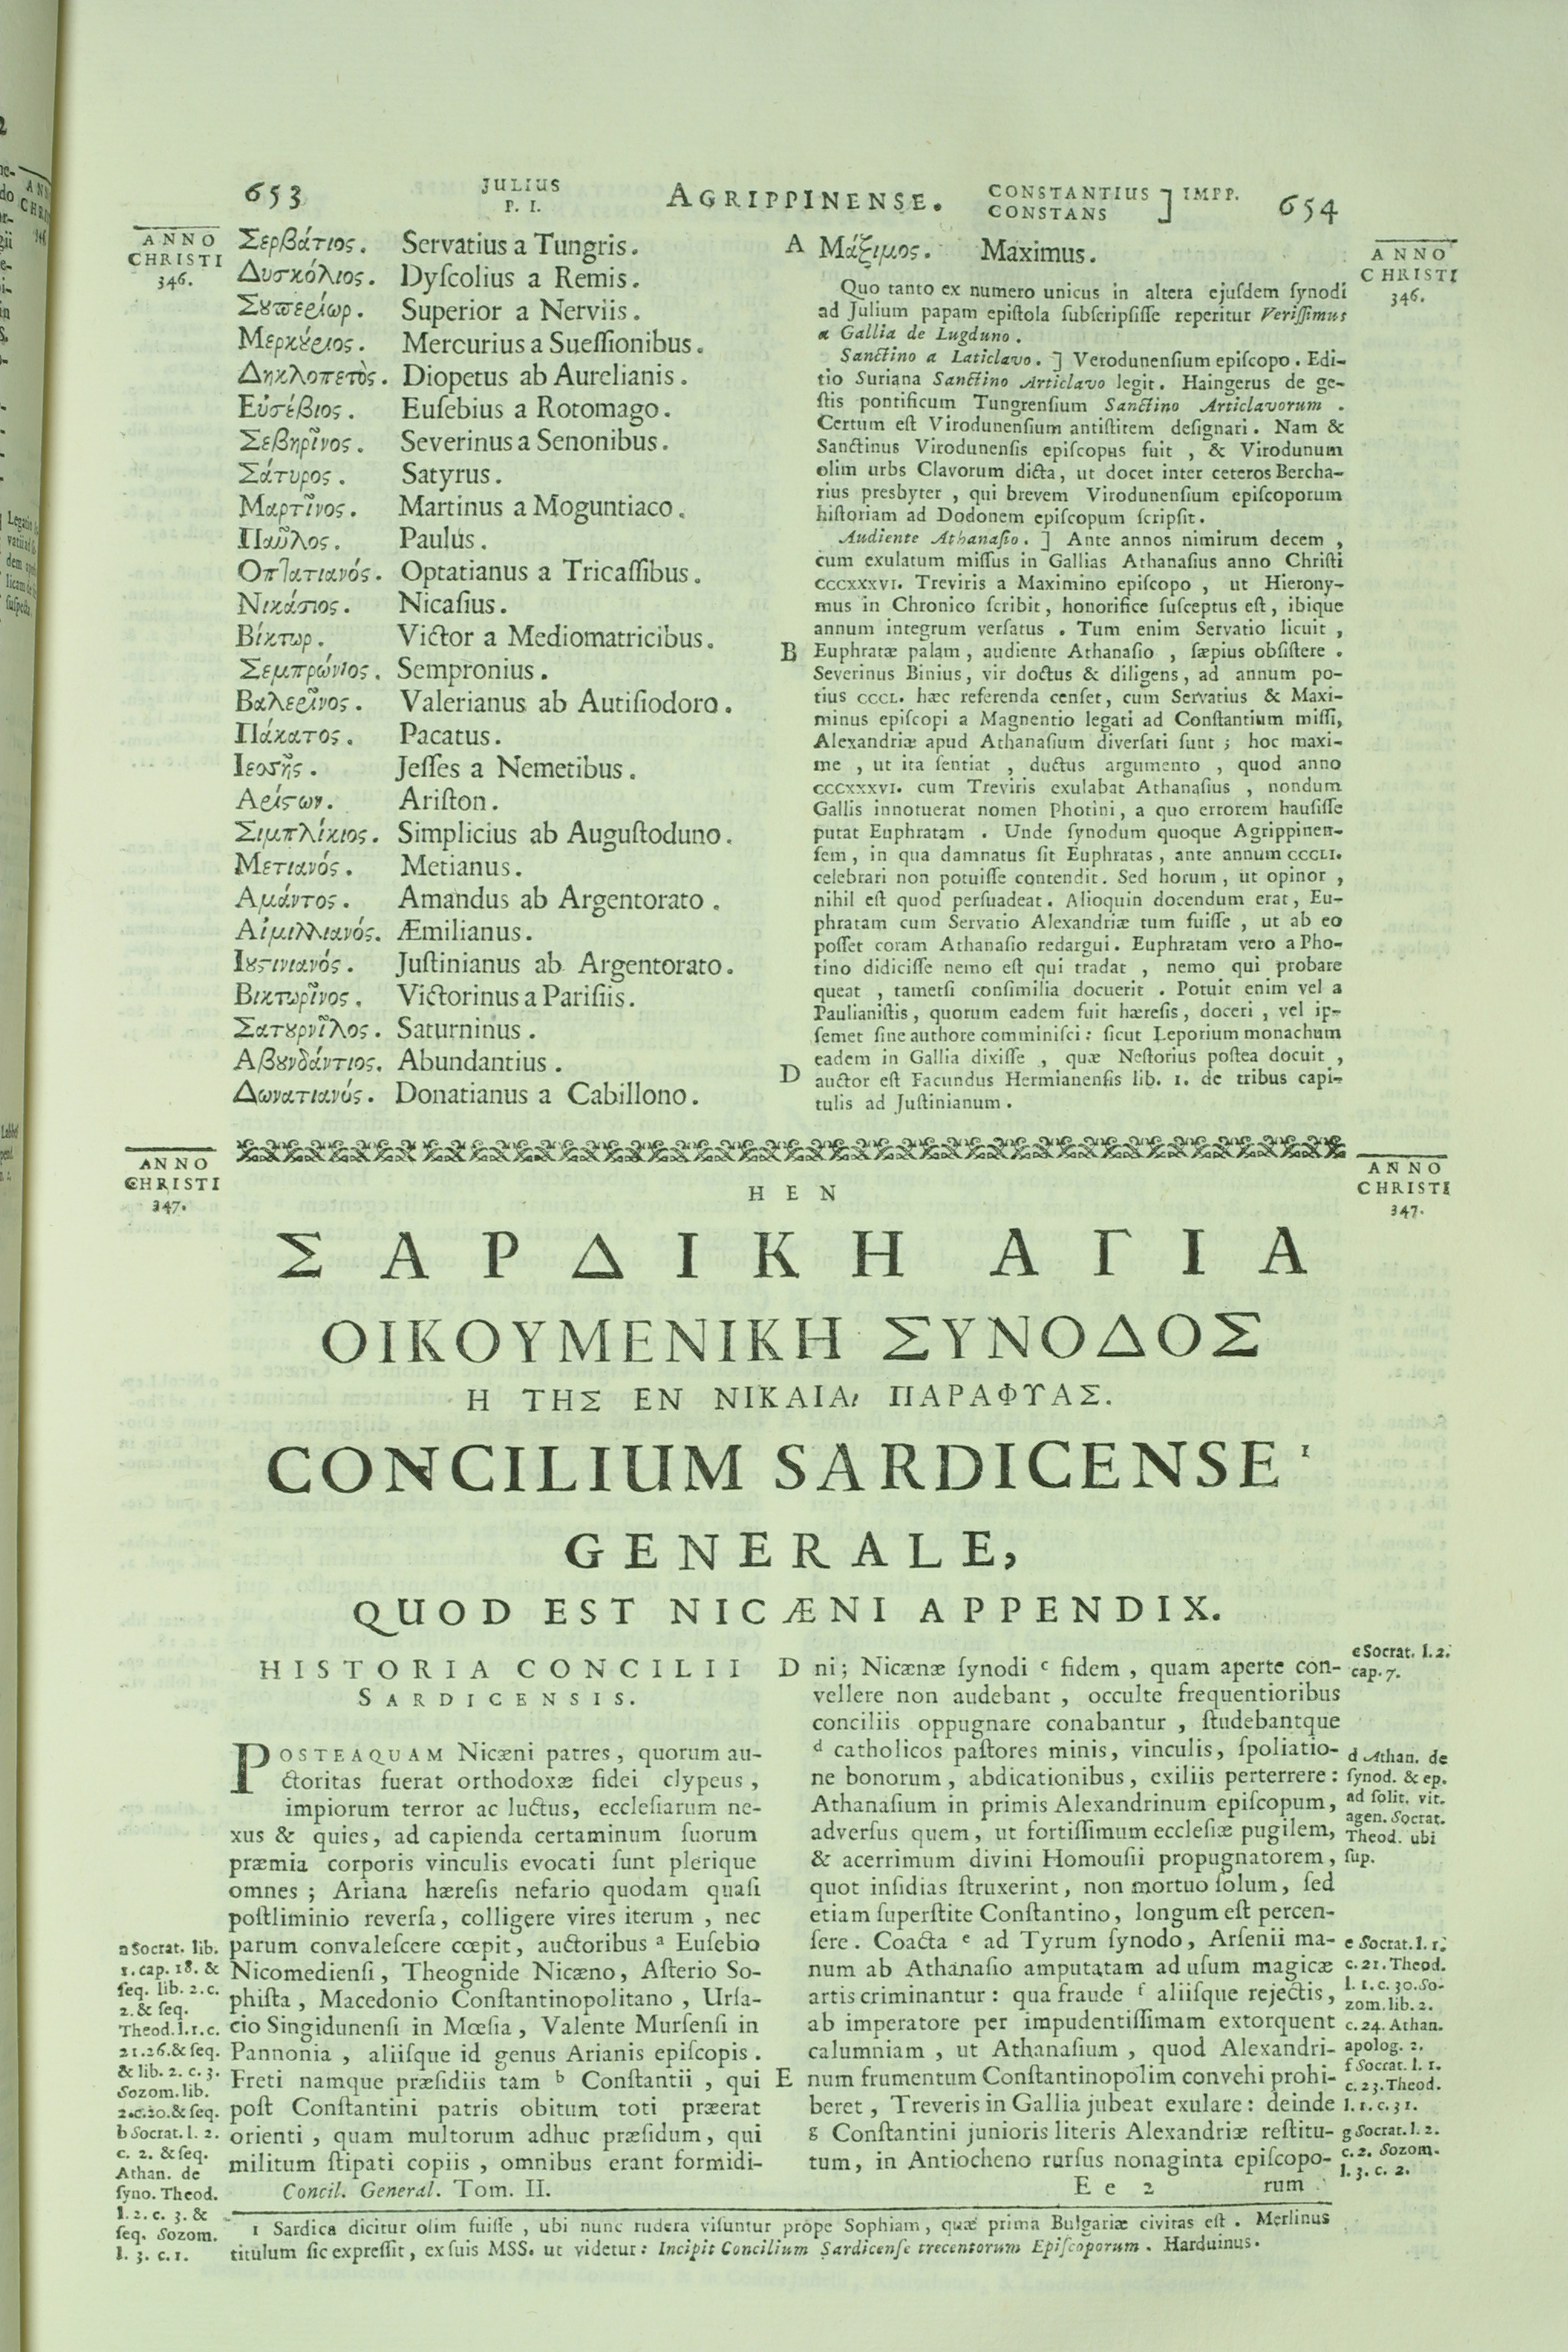 653 JULIUS P. I. AGRIPPINENSE. CONSTANTIUS CONSTANS ] IMPP. 654
ANNO
CHRISTI
346.
Σερβάτιος. Servatius a Tungris.
Δυσκόλιος. Dyſcolius a Remis.
Σουπερίωρ. Superior a Nerviis.
Μερκούριος. Mercurius a Sueſſionibus.
Δηκλοπετὸς. Diopetus ab Aurelianis.
Εὐσέβιος. Euſebius a Rotomago.
Σεβηρῖνος. Severinus a Senonibus.
Σάτυρος. Satyrus.
Μαρτῖνος. Martinus a Moguntiaco.
Παῦλος. Paulus.
Οπλατιανός. Optatianus a Tricaſſibus.
Νικάσιος. Nicaſius.
Βίκτωρ. Victor a Mediomatricibus.
Σεμπρώνιος. Sempronius.
Βαλερῖνος. Valerianus ab Autiſiodoro.
Πάκατος. Pacatus.
Ιεσσῆς. Jeſſes a Nemetibus.
Αρίστων. Ariſton.
Σιμπλίκιος. Simplicius ab Auguſtoduno.
Μετιανός. Metianus.
Αμάντος. Amandus ab Argentorato.
Αἰμιλλιανός. Æmilianus.
Ιουστινιανός. Juſtinianus ab Argentorato.
Βικτωρῖνος. Victorinus a Pariſiis.
Σατουρνῖλος. Saturninus.
Αβουνδάντιος. Abundantius.
Δωνατιανός. Donatianus a Cabillono.
A Μάξιμος. Maximus.
ANNO
CHRISTI
346.
Quo tanto ex numero unicus in altera ejuſdem ſynodi
ad Julium papam epiſtola ſubſcripſiſſe reperitur Veriſſimus
a Gallia de Lugduno.
Sanctino a Laticlavo. ] Verodunenſium epiſcopo. Edi-
tio Suriana Sanctino Articlavo legit. Haingerus de ge-
ſtis pontificum Tungrenſium Sanctino Articlavorum.
Certum eſt Virodunenſium antiſtitem deſignari. Nam &
Sanctinus Virodunenſis epiſcopus fuit, & Virodunum
olim urbs Clavorum dicta, ut docet inter ceteros Bercha-
rius presbyter, qui brevem Virodunenſium epiſcoporum
hiſtoriam ad Dodonem epiſcopum ſcripſit.
Audiente Athanaſio. ] Ante annos nimirum decem,
cum exulatum miſſus in Gallias Athanaſius anno Chriſti
CCCXXXVI. Treviris a Maximino epiſcopo, ut Hierony-
mus in Chronico ſcribit, honorifice ſuſceptus eſt, ibique
annum integrum verſatus. Tum enim Servatio licuit,
B Euphratæ palam, audiente Athanaſio, ſæpius obſiſtere.
Severinus Binius, vir doctus & diligens, ad annum po-
tius CCCL. hæc referenda cenſet, cum Servatius & Maxi-
minus epiſcopi a Magnentio legati ad Conſtantium miſſi,
Alexandriæ apud Athanaſium diverſati ſunt; hoc maxi-
me, ut ita ſentiat, ductus argumento, quod anno
CCCXXXVI. cum Treviris exulabat Athanaſius, nondum
Gallis innotuerat nomen Photini, a quo errorem hauſiſſe
putat Euphratam. Unde ſynodum quoque Agrippinen-
ſem, in qua damnatus ſit Euphratas, ante annum CCCLI.
celebrari non potuiſſe contendit. Sed horum, ut opinor,
nihil eſt quod perſuadeat. Alioquin docendum erat, Eu-
phratam cum Servatio Alexandriæ tum fuiſſe, ut ab eo
poſſet coram Athanaſio redargui. Euphratam vero a Pho-
tino didiciſſe nemo eſt qui tradat, nemo qui probare
queat, tametſi conſimilia docuerit. Potuit enim vel a
Paulianiſtis, quorum eadem fuit hæreſis, doceri, vel ip-
ſemet ſine authore comminiſci: ſicut Leporium monachum
eadem in Gallia dixiſſe, quæ Neſtorius poſtea docuit,
D auctor eſt Facundus Hermianenſis lib. 1. de tribus capi-
tulis ad Juſtinianum.
ANNO
CHRISTI
347.
ANNO
CHRISTI
347.
H EN
ΣΑΡΔΙΚΗ ΑΓΙΑ
ΟΙΚΟΥΜΕΝΙΚΗ ΣΥΝΟΔΟΣ
Η ΤΗΣ ΕΝ ΝΙΚΑΙΑι ΠΑΡΑΦΥΑΣ.
CONCILIUM SARDICENSE ¹
GENERALE,
QUOD EST NICÆNI APPENDIX.
HISTORIA CONCILII
SARDICENSIS.
POSTEAQUAM Nicæni patres, quorum au-
ctoritas fuerat orthodoxæ fidei clypeus,
impiorum terror ac luctus, eccleſiarum ne-
xus & quies, ad capienda certaminum ſuorum
præmia corporis vinculis evocati ſunt plerique
omnes; Ariana hæreſis nefario quodam quaſi
poſtliminio reverſa, colligere vires iterum, nec
parum convaleſcere cœpit, auctoribus ª Euſebio
Nicomedienſi, Theognide Nicæno, Aſterio So-
phiſta, Macedonio Conſtantinopolitano, Urſa-
cio Singidunenſi in Mœſia, Valente Murſenſi in
Pannonia, aliiſque id genus Arianis epiſcopis.
Freti namque præſidiis tam ᵇ Conſtantii, qui
poſt Conſtantini patris obitum toti præerat
orienti, quam multorum adhuc præſidum, qui
militum ſtipati copiis, omnibus erant formidi-
Concil. General. Tom. II.
a Socrat. lib.
1. cap. 18. &
ſeq. lib. 2. c.
2. & ſeq.
Theod. l. 1. c.
21. 26. & ſeq.
& lib. 2. c. 3.
Sozom. lib.
2. c. 20. & ſeq.
b Socrat. l. 2.
c. 2. & ſeq.
Athan. de
ſyno. Theod.
l. 2. c. 3. &
ſeq. Sozom.
l. 3. c. 1.
D ni; Nicænæ ſynodi ᶜ fidem, quam aperte con-
vellere non audebant, occulte frequentioribus
conciliis oppugnare conabantur, ſtudebantque
ᵈ catholicos paſtores minis, vinculis, ſpoliatio-
ne bonorum, abdicationibus, exiliis perterrere:
Athanaſium in primis Alexandrinum epiſcopum,
adverſus quem, ut fortiſſimum eccleſiæ pugilem,
& acerrimum divini Homouſii propugnatorem,
quot inſidias ſtruxerint, non mortuo ſolum, ſed
etiam ſuperſtite Conſtantino, longum eſt percen-
ſere. Coacta ᵉ ad Tyrum ſynodo, Arſenii ma-
num ab Athanaſio amputatam ad uſum magicæ
artis criminantur: qua fraude ᶠ aliiſque rejectis,
ab imperatore per impudentiſſimam extorquent
calumniam, ut Athanaſium, quod Alexandri-
E num frumentum Conſtantinopolim convehi prohi-
beret, Treveris in Gallia jubeat exulare: deinde
g Conſtantini junioris literis Alexandriæ reſtitu-
tum, in Antiocheno rurſus nonaginta epiſcopo-
E e 2 rum
c Socrat. l. 2.
cap. 7.
d Athan. de
ſynod. & ep.
ad ſolit. vit.
agen. Socrat.
Theod. ubi
ſup.
e Socrat. l. 1.
c. 21. Theod.
l. 1. c. 30. So-
zom. lib. 2.
c. 24. Athan.
apolog. 2.
f Socrat. l. 1.
c. 23. Theod.
l. 1. c. 31.
g Socrat. l. 2.
c. 2. Sozom.
l. 3. c. 2.
1 Sardica dicitur olim fuiſſe, ubi nunc rudera viſuntur prope Sophiam, quæ prima Bulgariæ civitas eſt. Merlinus
titulum ſic expreſſit, ex ſuis MSS. ut videtur: Incipit Concilium Sardicenſe trecentorum Epiſcoporum. Harduinus.